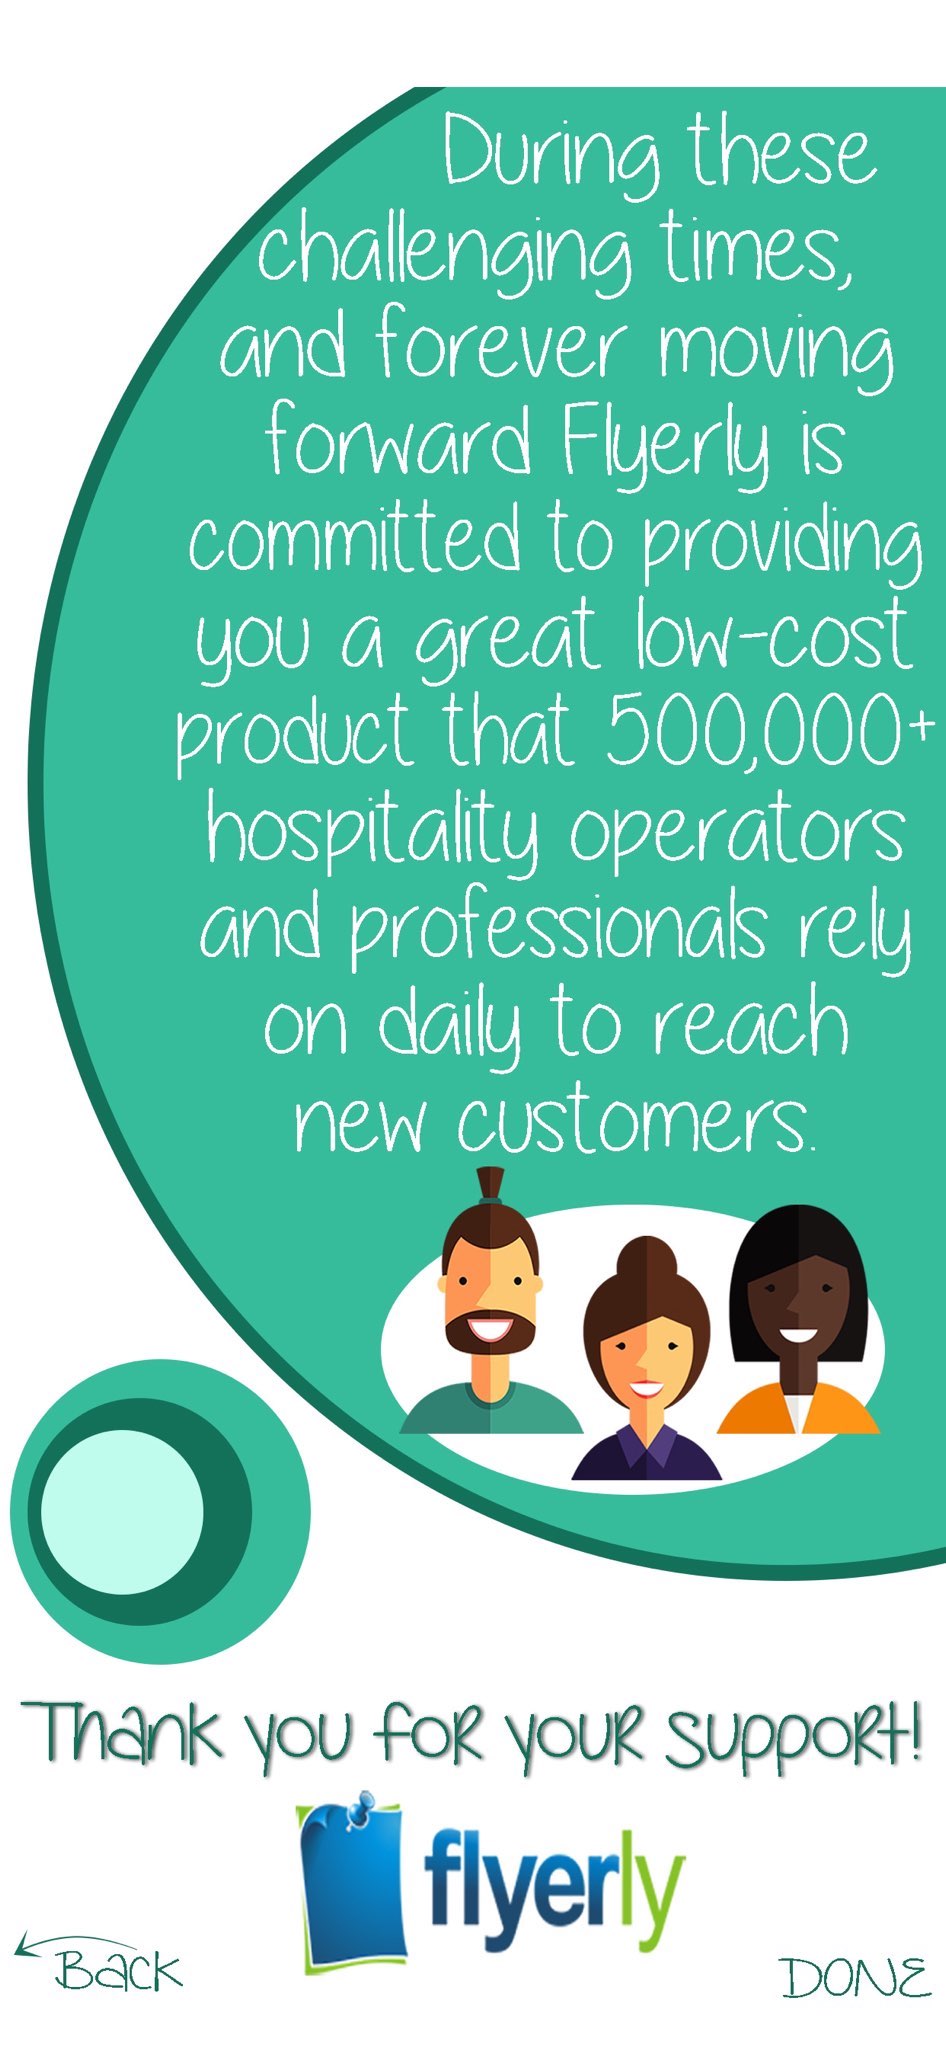 During these
challenging times,
and forever moving
forward Flyerly is
committed to providing
you a great low-cost
product that 500,000+
hospitality operators
and professionals rely
on daily to reach
new customers.
Thank you for your support!
flyerly
Back
DONE